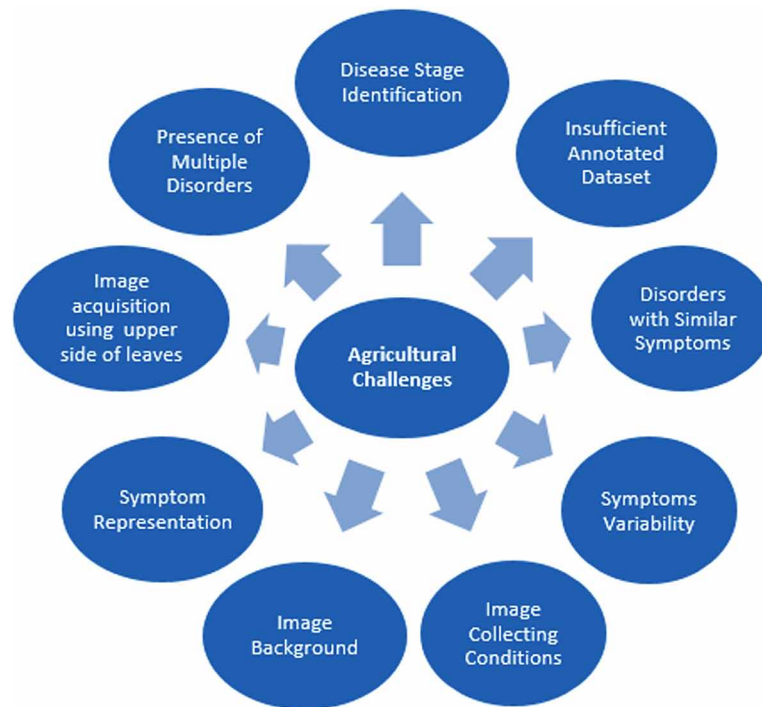 Disease Stage
Identification
Insufficient
Annotated
Dataset
Disorders
with Similar
Symptoms
Symptoms
Variability
Image
Collecting
Conditions
Image
Background
Symptom
Representation
Image
acquisition
using upper
side of leaves
Presence of
Multiple
Disorders
Agricultural
Challenges